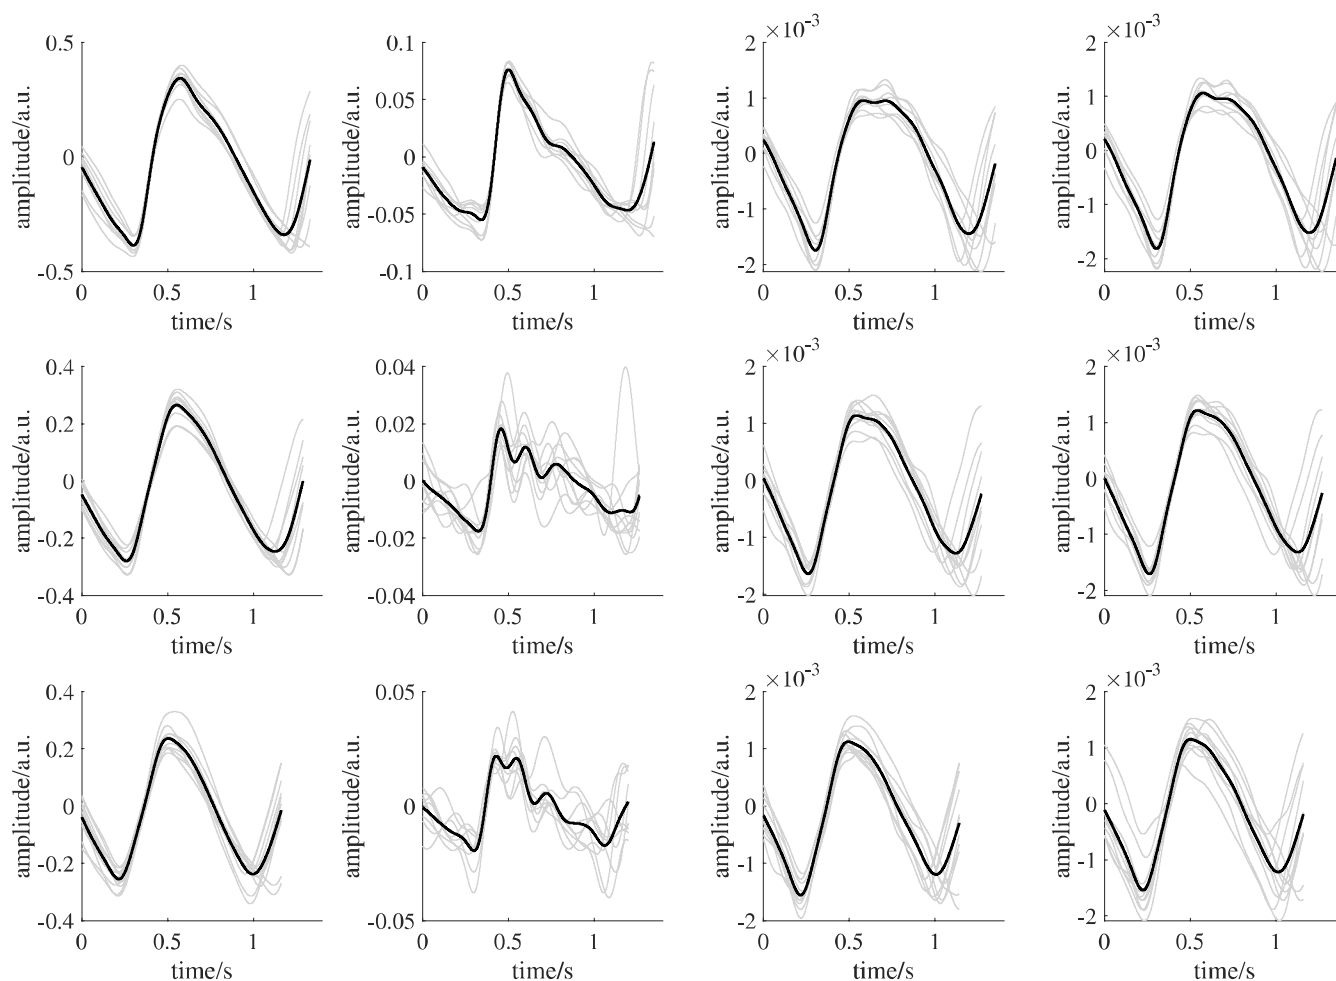 ×10⁻³ ×10⁻³
0.5 0.1 2 2
0.05 1 1
amplitude/a.u. 0 amplitude/a.u. 0 amplitude/a.u. 0 amplitude/a.u. 0
-0.05 -1 -1
-0.5 -0.1 -2 -2
0 0.5 1 0 0.5 1 0 0.5 1 0 0.5 1
time/s time/s time/s time/s
×10⁻³ ×10⁻³
0.4 0.04 2 2
0.2 0.02 1 1
amplitude/a.u. 0 amplitude/a.u. 0 amplitude/a.u. 0 amplitude/a.u. 0
-0.2 -0.02 -1 -1
-0.4 -0.04 -2 -2
0 0.5 1 0 0.5 1 0 0.5 1 0 0.5 1
time/s time/s time/s time/s
×10⁻³ ×10⁻³
0.4 0.05 2 2
0.2 1 1
amplitude/a.u. 0 amplitude/a.u. 0 amplitude/a.u. 0 amplitude/a.u. 0
-0.2 -1 -1
-0.4 -0.05 -2 -2
0 0.5 1 0 0.5 1 0 0.5 1 0 0.5 1
time/s time/s time/s time/s